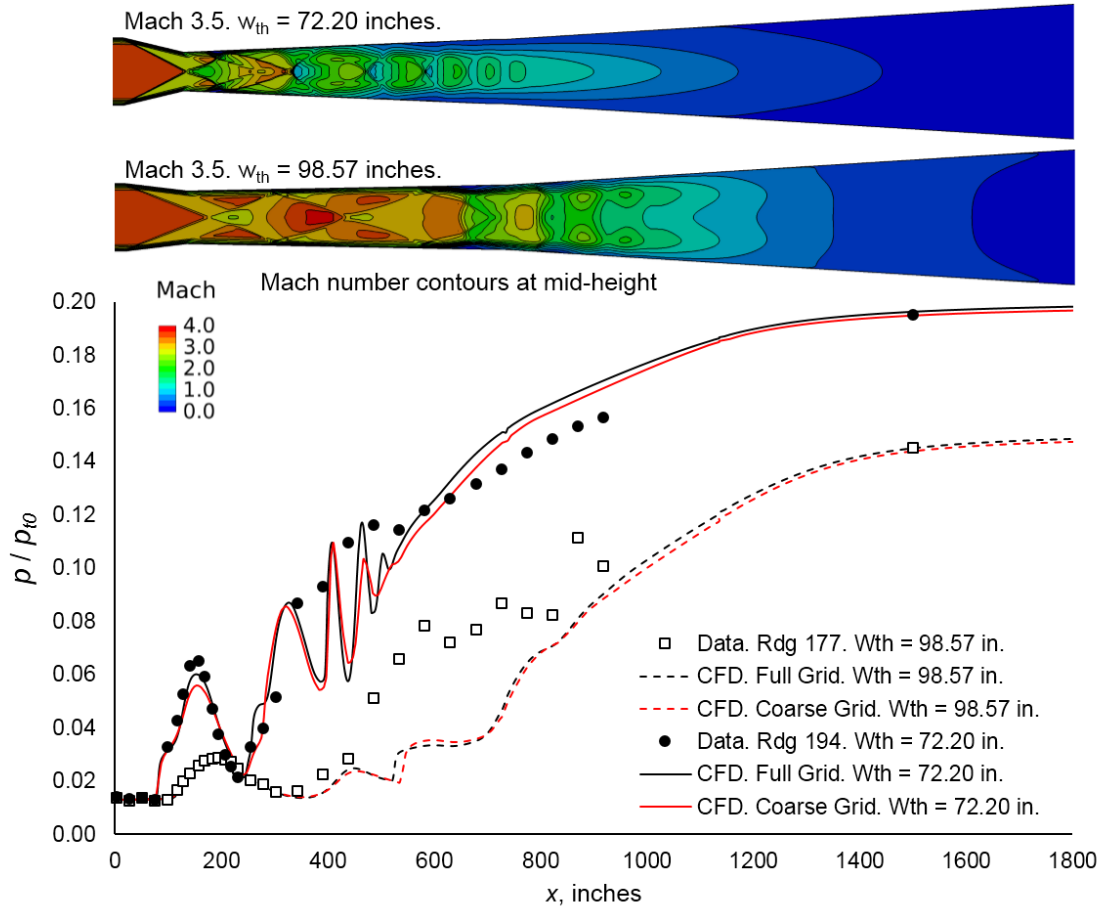 Mach 3.5. wth = 72.20 inches.
Mach 3.5. wth = 98.57 inches.
Mach number contours at mid-height
Mach
4.0
3.0
2.0
1.0
0.0
0.20
0.18
0.16
0.14
0.12
0.10
0.08
0.06
0.04
0.02
0.00
p / pt0
Data. Rdg 177. Wth = 98.57 in.
CFD. Full Grid. Wth = 98.57 in.
CFD. Coarse Grid. Wth = 98.57 in.
Data. Rdg 194. Wth = 72.20 in.
CFD. Full Grid. Wth = 72.20 in.
CFD. Coarse Grid. Wth = 72.20 in.
0 200 400 600 800 1000 1200 1400 1600 1800
x, inches